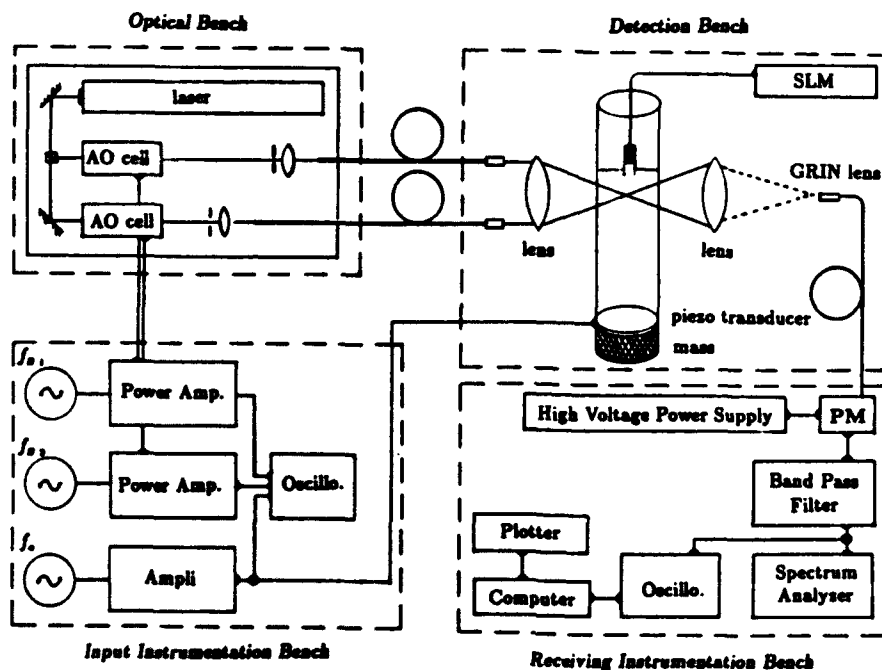 Optical Bench
laser
AO cell
AO cell
Detection Bench
SLM
GRIN lens
lens
lens
piezo transducer
mass
Power Amp.
Power Amp.
Oscillo.
Ampli
Input Instrumentation Bench
High Voltage Power Supply
PM
Band Pass
Filter
Plotter
Computer
Oscillo.
Spectrum
Analyser
Receiving Instrumentation Bench